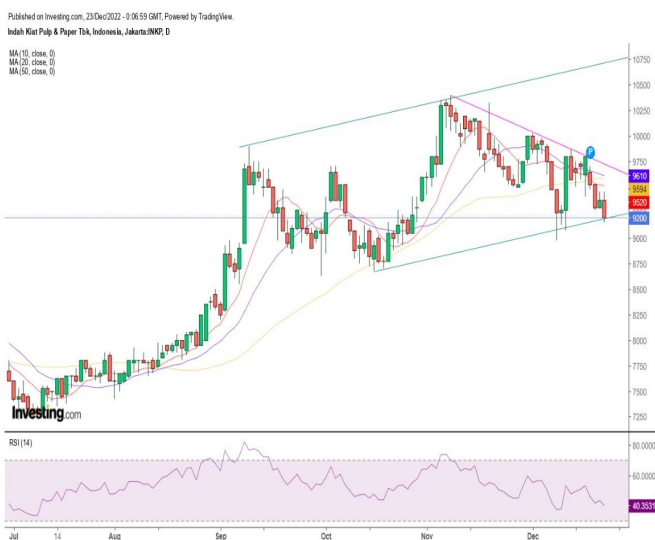 Published on Investing.com, 23/Dec/2022 - 0:06:59 GMT, Powered by TradingView.
Indah Kiat Pulp & Paper Tbk, Indonesia, Jakarta:INKP, D
MA (10, close, 0)
MA (20, close, 0)
MA (50, close, 0)
10750
10500
10250
10000
9750
9610
9594
9520
9200
9000
8750
8500
8250
8000
7750
7500
7250
P
Investing.com
RSI (14)
80.0000
60.0000
40.3531
Jul 14 Aug Sep Oct Nov Dec